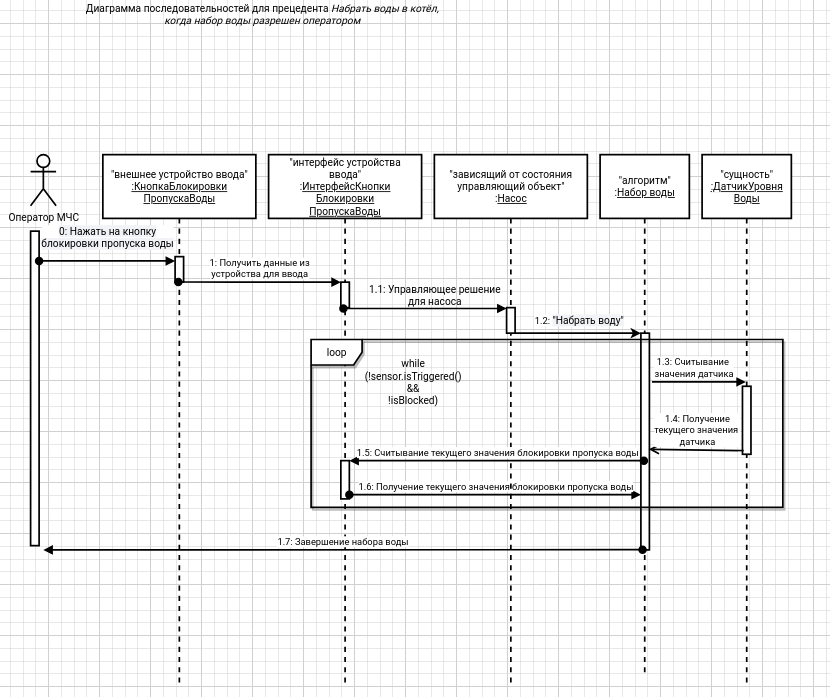 Диаграмма последовательностей для прецедента Набрать воды в котёл,
когда набор воды разрешен оператором
Оператор МЧС
"внешнее устройство ввода"
:КнопкаБлокировки
ПропускаВоды
"интерфейс устройства
ввода"
:ИнтерфейсКнопки
Блокировки
ПропускаВоды
"зависящий от состояния
управляющий объект"
:Насос
"алгоритм"
:Набор воды
"сущность"
:ДатчикУровня
Воды
0: Нажать на кнопку
блокировки пропуска воды
1: Получить данные из
устройства для ввода
1.1: Управляющее решение
для насоса
1.2: "Набрать воду"
loop
while
(!sensor.isTriggered()
&&
!isBlocked)
1.3: Считывание
значения датчика
1.4: Получение
текущего значения
датчика
1.5: Считывание текущего значения блокировки пропуска воды
1.6: Получение текущего значения блокировки пропуска воды
1.7: Завершение набора воды